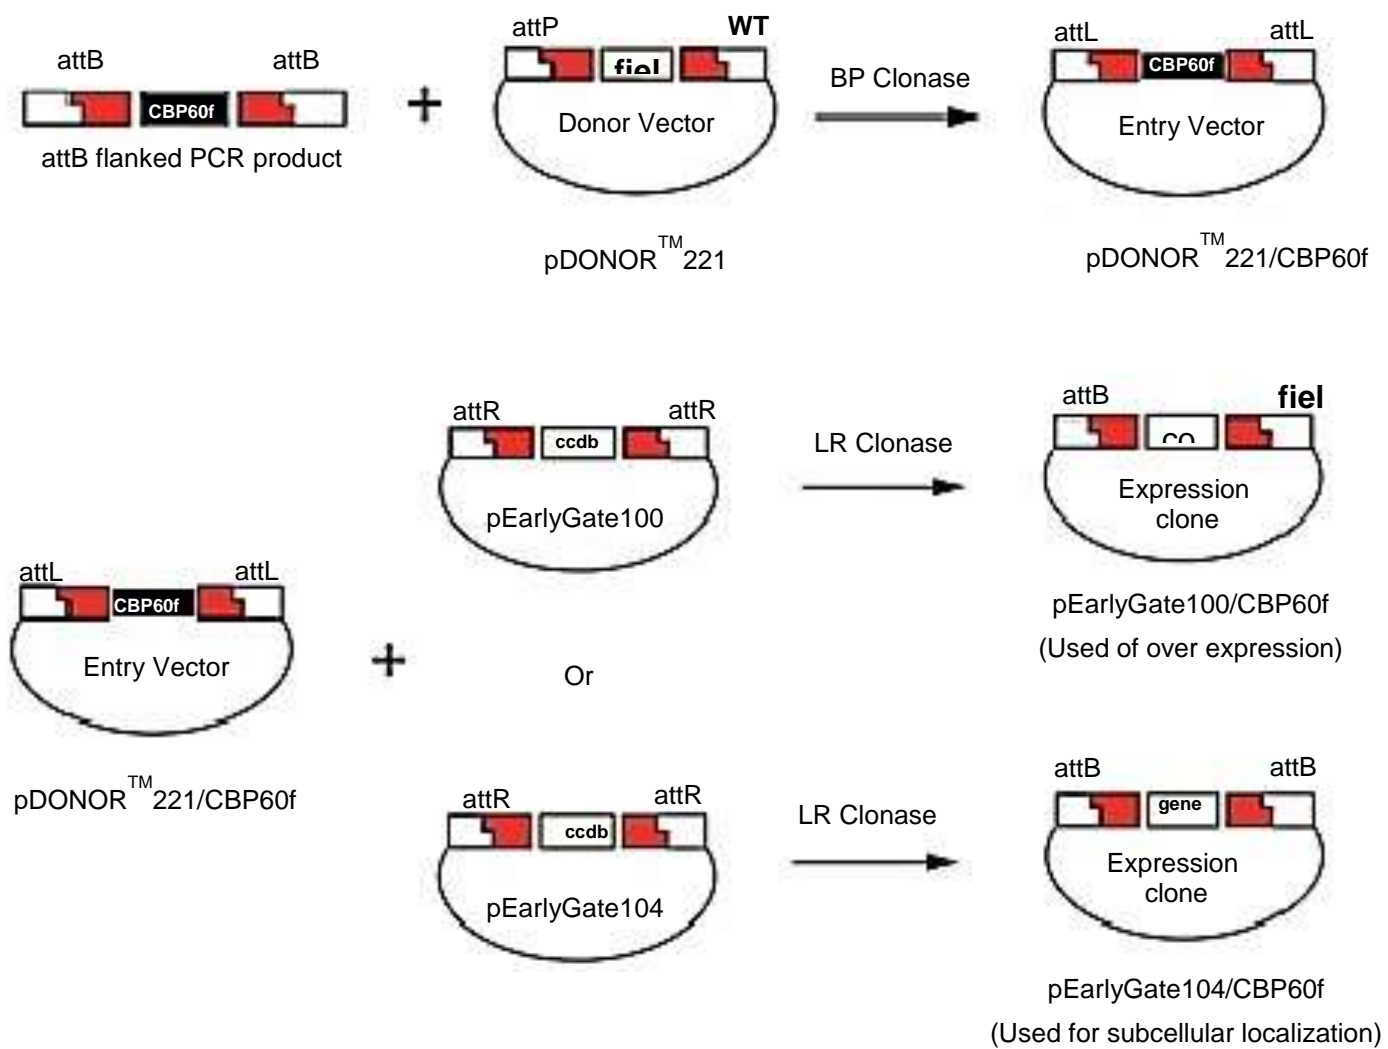 attP
WT
attB
attB
fiel
CBP60f
Donor Vector
attB flanked PCR product
pDONOR™221
BP Clonase
attL
attL
CBP60f
Entry Vector
pDONOR™221/CBP60f
attR
attR
ccdb
pEarlyGate100
LR Clonase
attB
fiel
CO
Expression
clone
pEarlyGate100/CBP60f
(Used of over expression)
attL
attL
CBP60f
Entry Vector
pDONOR™221/CBP60f
Or
attR
attR
ccdb
pEarlyGate104
LR Clonase
attB
attB
gene
Expression
clone
pEarlyGate104/CBP60f
(Used for subcellular localization)